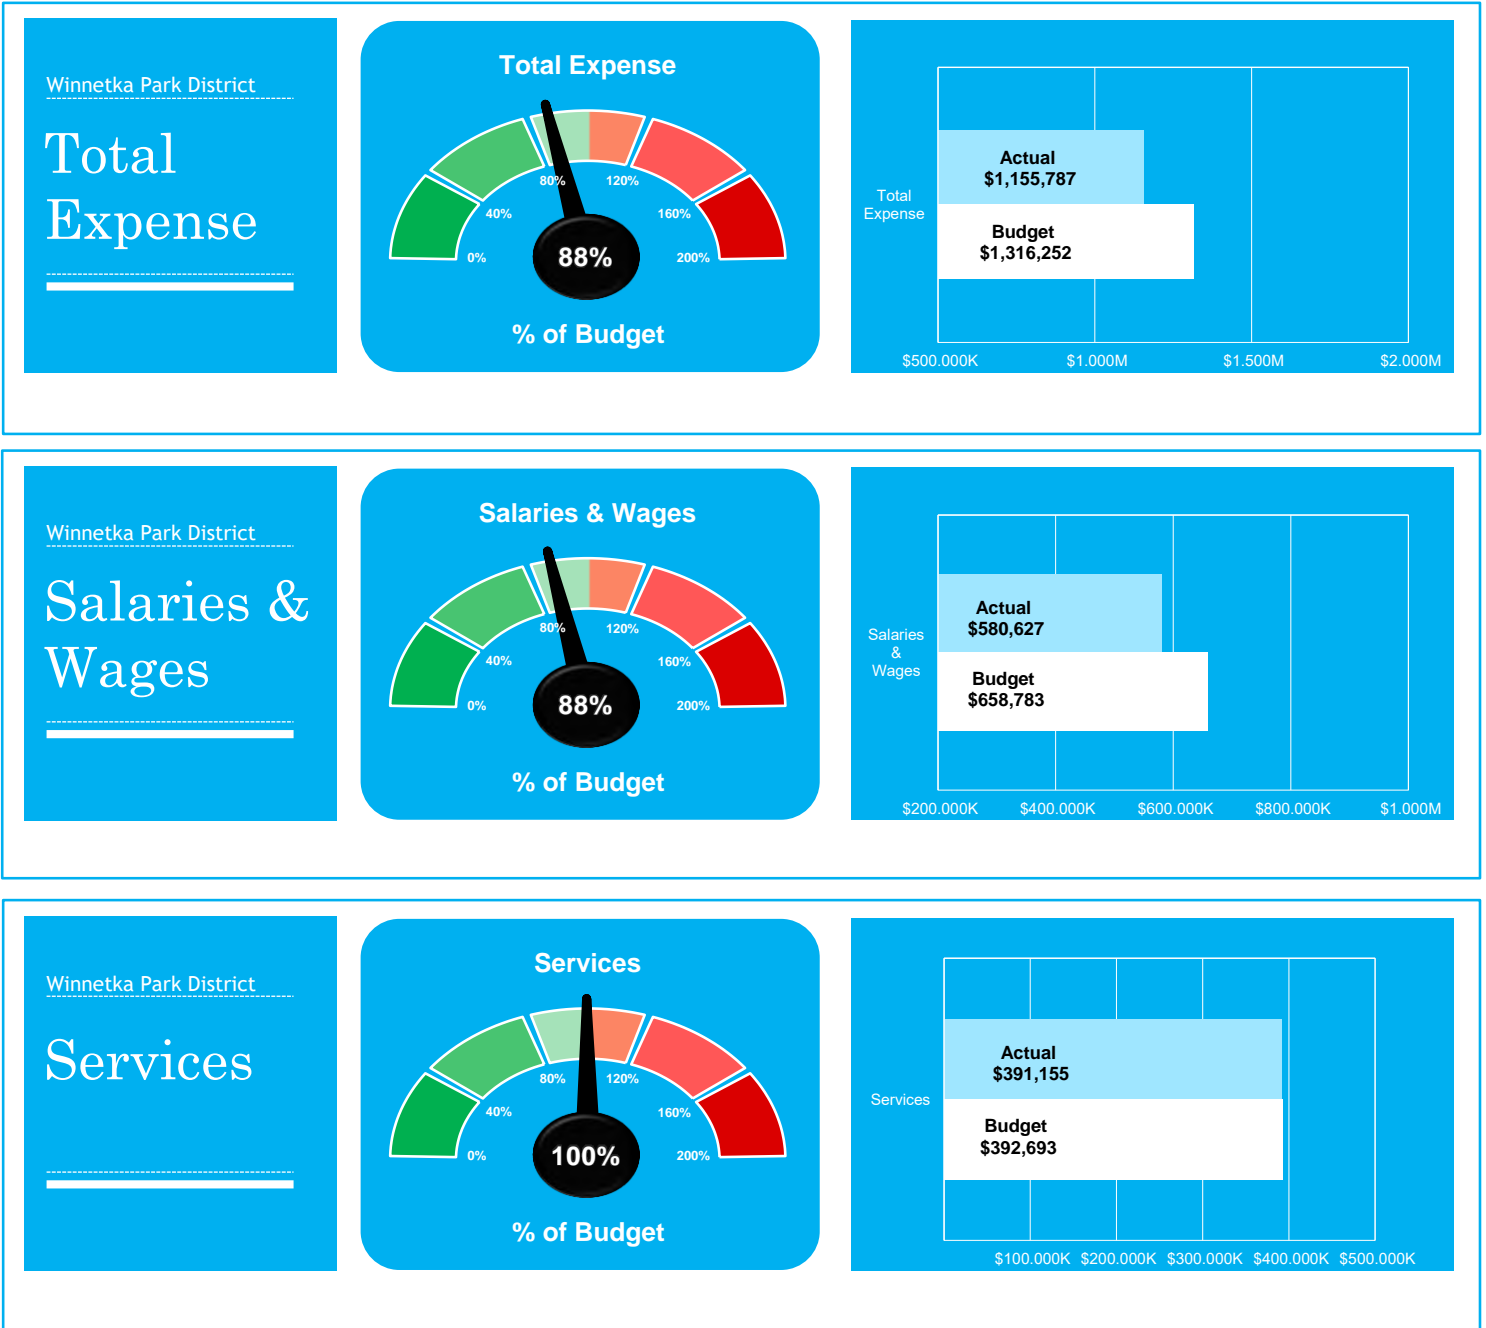 Winnetka Park District
Total
Expense
Total Expense
80%
120%
40%
160%
0%
200%
88%
% of Budget
Total
Expense
Actual
$1,155,787
Budget
$1,316,252
$500.000K
$1.000M
$1.500M
$2.000M
Winnetka Park District
Salaries &
Wages
Salaries & Wages
80%
120%
40%
160%
0%
200%
88%
% of Budget
Salaries
&
Wages
Actual
$580,627
Budget
$658,783
$200.000K
$400.000K
$600.000K
$800.000K
$1.000M
Winnetka Park District
Services
Services
80%
120%
40%
160%
0%
200%
100%
% of Budget
Services
Actual
$391,155
Budget
$392,693
$100.000K
$200.000K
$300.000K
$400.000K
$500.000K